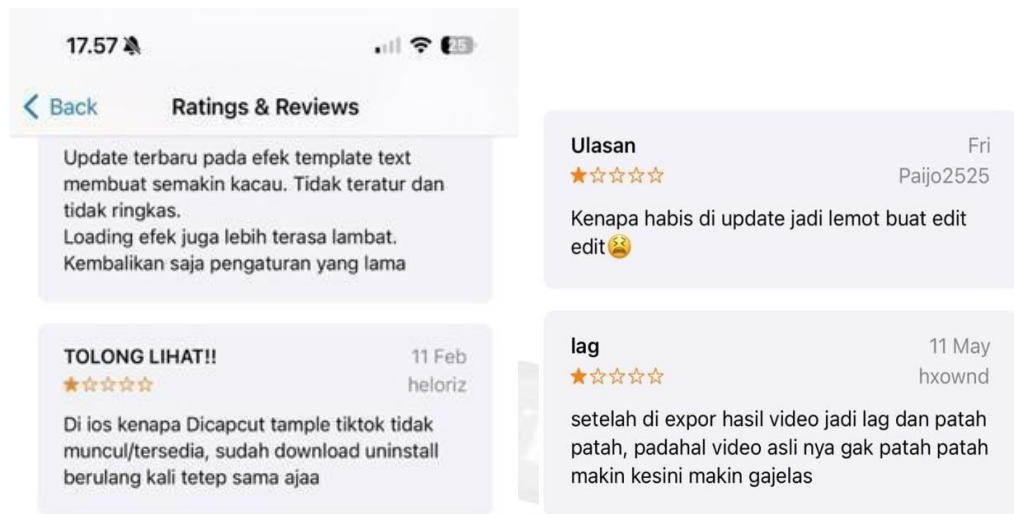 17.57
25
Back
Ratings & Reviews
Update terbaru pada efek template text
membuat semakin kacau. Tidak teratur dan
tidak ringkas.
Loading efek juga lebih terasa lambat.
Kembalikan saja pengaturan yang lama
TOLONG LIHAT!!
11 Feb
heloriz
Di ios kenapa Dicapcut tample tiktok tidak
muncul/tersedia, sudah download uninstall
berulang kali tetep sama ajaa
Ulasan
Fri
Paijo2525
Kenapa habis di update jadi lemot buat edit
edit😫
lag
11 May
hxownd
setelah di expor hasil video jadi lag dan patah
patah, padahal video asli nya gak patah patah
makin kesini makin gajelas